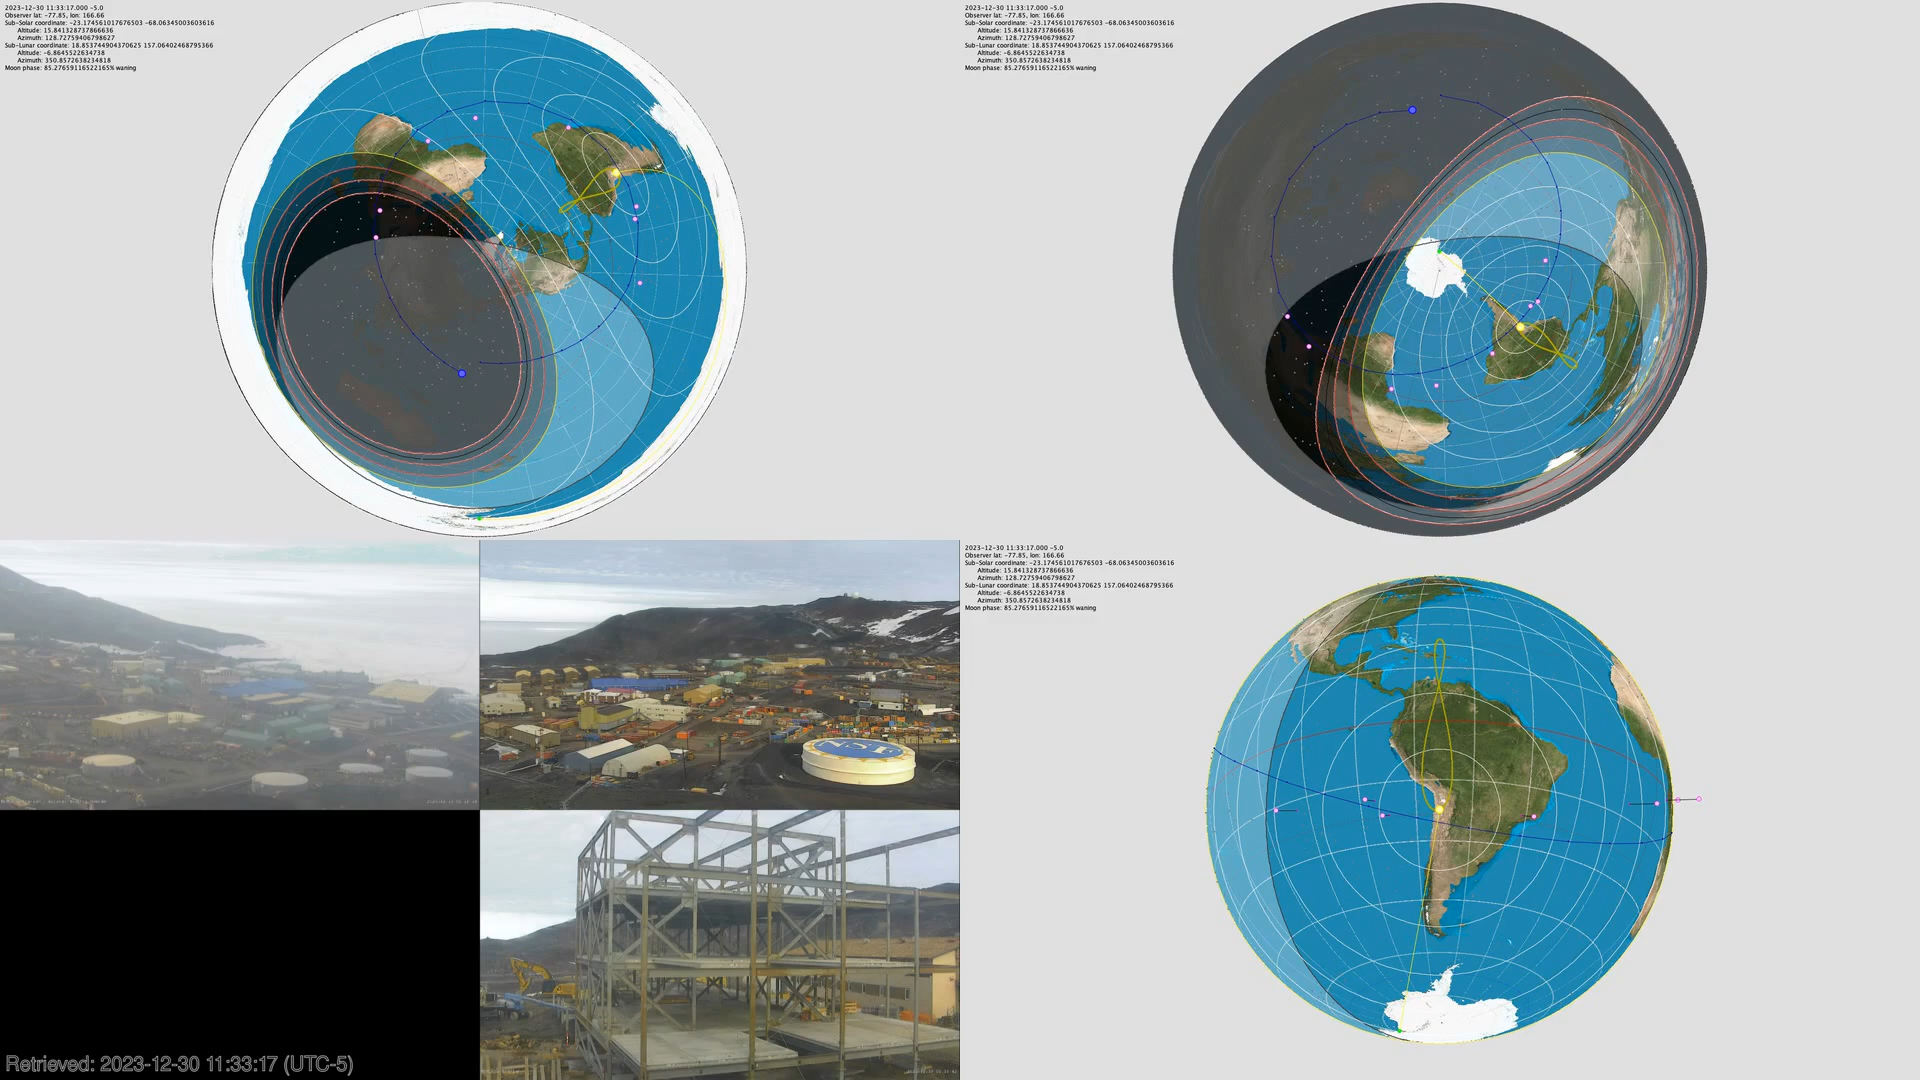 2023-12-30 11:33:17.000 -5.0
Observer lat: -77.85, lon: 166.66
Sub-Solar coordinate: -23.174561017676503 -68.06345003603616
Altitude: 15.841328737866636
Azimuth: 128.72759406798627
Sub-Lunar coordinate: 18.853744904370625 157.06402468795366
Altitude: -6.8645522634738
Azimuth: 350.8572638234818
Moon phase: 85.27659116522165% waning
2023-12-30 11:33:17.000 -5.0
Observer lat: -77.85, lon: 166.66
Sub-Solar coordinate: -23.174561017676503 -68.06345003603616
Altitude: 15.841328737866636
Azimuth: 128.72759406798627
Sub-Lunar coordinate: 18.853744904370625 157.06402468795366
Altitude: -6.8645522634738
Azimuth: 350.8572638234818
Moon phase: 85.27659116522165% waning
NSF
2023-12-30 11:33:17.000 -5.0
Observer lat: -77.85, lon: 166.66
Sub-Solar coordinate: -23.174561017676503 -68.06345003603616
Altitude: 15.841328737866636
Azimuth: 128.72759406798627
Sub-Lunar coordinate: 18.853744904370625 157.06402468795366
Altitude: -6.8645522634738
Azimuth: 350.8572638234818
Moon phase: 85.27659116522165% waning
Retrieved: 2023-12-30 11:33:17 (UTC-5)